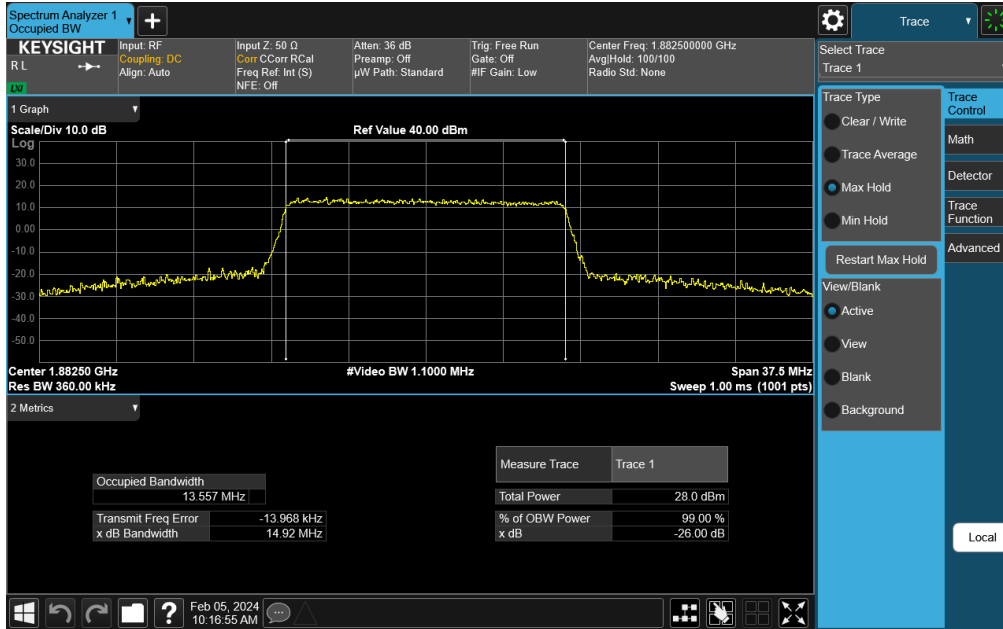 Spectrum Analyzer 1
Occupied BW
Trace
KEYSIGHT
R L
LXI
Input: RF
Coupling: DC
Align: Auto
Input Z: 50 Ω
Corr CCorr RCal
Freq Ref: Int (S)
NFE: Off
Atten: 36 dB
Preamp: Off
µW Path: Standard
Trig: Free Run
Gate: Off
#IF Gain: Low
Center Freq: 1.882500000 GHz
Avg|Hold: 100/100
Radio Std: None
Select Trace
Trace 1
1 Graph
Scale/Div 10.0 dB
Ref Value 40.00 dBm
Log
30.0
20.0
10.0
0.00
-10.0
-20.0
-30.0
-40.0
-50.0
Center 1.88250 GHz
#Video BW 1.1000 MHz
Span 37.5 MHz
Res BW 360.00 kHz
Sweep 1.00 ms (1001 pts)
2 Metrics
Measure Trace Trace 1
Occupied Bandwidth
13.557 MHz
Total Power 28.0 dBm
Transmit Freq Error -13.968 kHz
% of OBW Power 99.00 %
x dB Bandwidth 14.92 MHz
x dB -26.00 dB
Trace Type
Clear / Write
Trace Average
Max Hold
Min Hold
Restart Max Hold
View/Blank
Active
View
Blank
Background
Trace
Control
Math
Detector
Trace
Function
Advanced
Local
?
Feb 05, 2024
10:16:55 AM